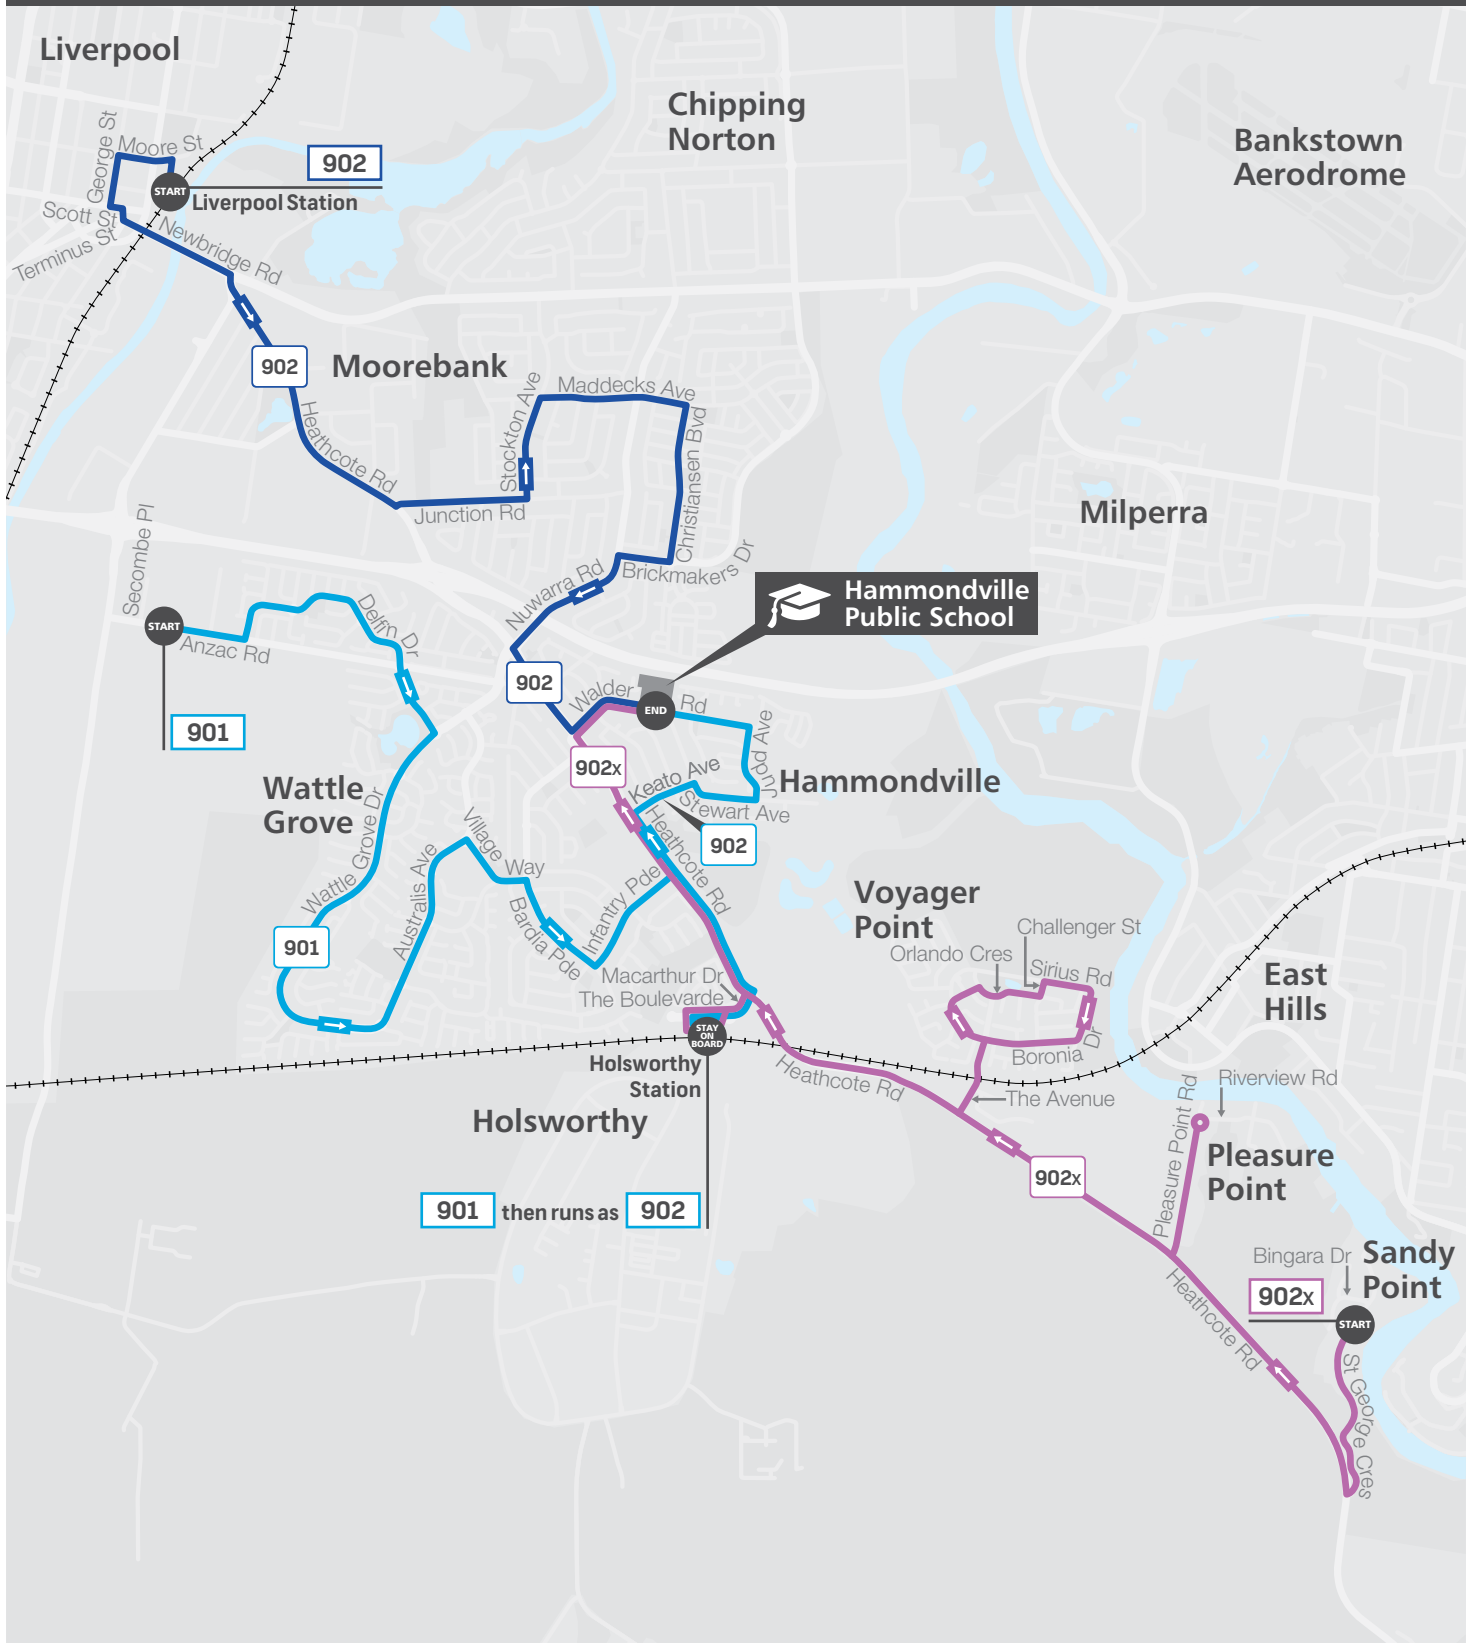 Liverpool
Chipping
Norton
Bankstown
Aerodrome
George St
Moore St
902
START
Liverpool Station
Scott St
Terminus St
Newbridge Rd
902
Moorebank
Heathcote Rd
Stockton Ave
Maddecks Ave
Christiansen Bvd
Junction Rd
Milperra
Secombe Pl
Nuwarra Rd
Brickmakers Dr
Hammondville
Public School
START
Anzac Rd
Delfin Dr
902
Walder Rd
END
901
902X
Keato Ave
Judd Ave
Hammondville
Stewart Ave
Wattle
Grove
Wattle Grove Dr
Village Way
Heathcote Rd
902
Australis Ave
Infantry Pde
Bardia Pde
901
Voyager
Point
Challenger St
Orlando Cres
Sirius Rd
Macarthur Dr
The Boulevarde
STAY
ON
BOARD
East
Hills
Boronia Dr
Holsworthy
Station
Heathcote Rd
The Avenue
Riverview Rd
Pleasure Point Rd
Holsworthy
Pleasure
Point
902X
901 then runs as 902
Bingara Dr
Sandy
Point
902X
START
Heathcote Rd
St George Cres